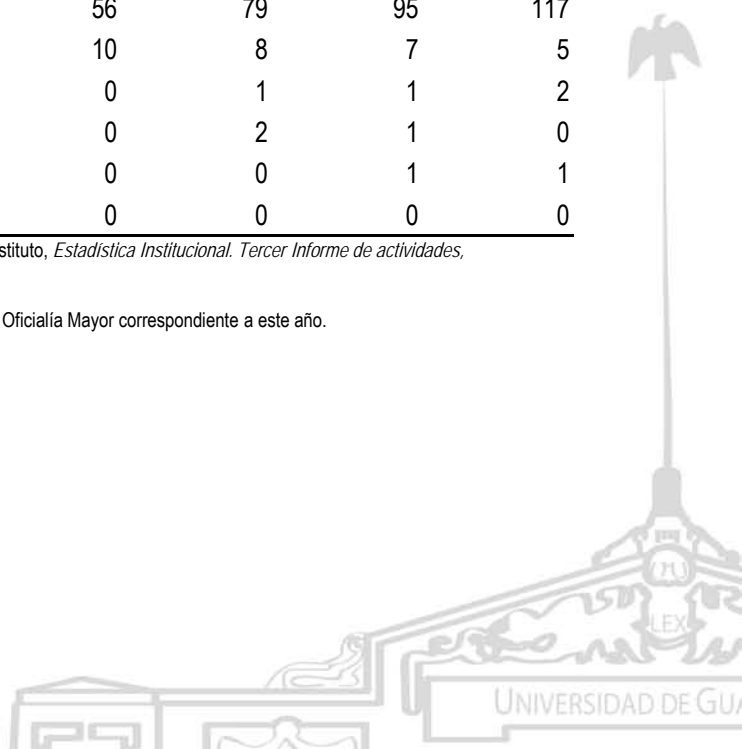 56 79 95 117
10 8 7 5
0 1 1 2
0 2 1 0
0 0 1 1
0 0 0 0
stituto, Estadística Institucional. Tercer Informe de actividades,
Oficialía Mayor correspondiente a este año.
LEX
UNIVERSIDAD DE GUA